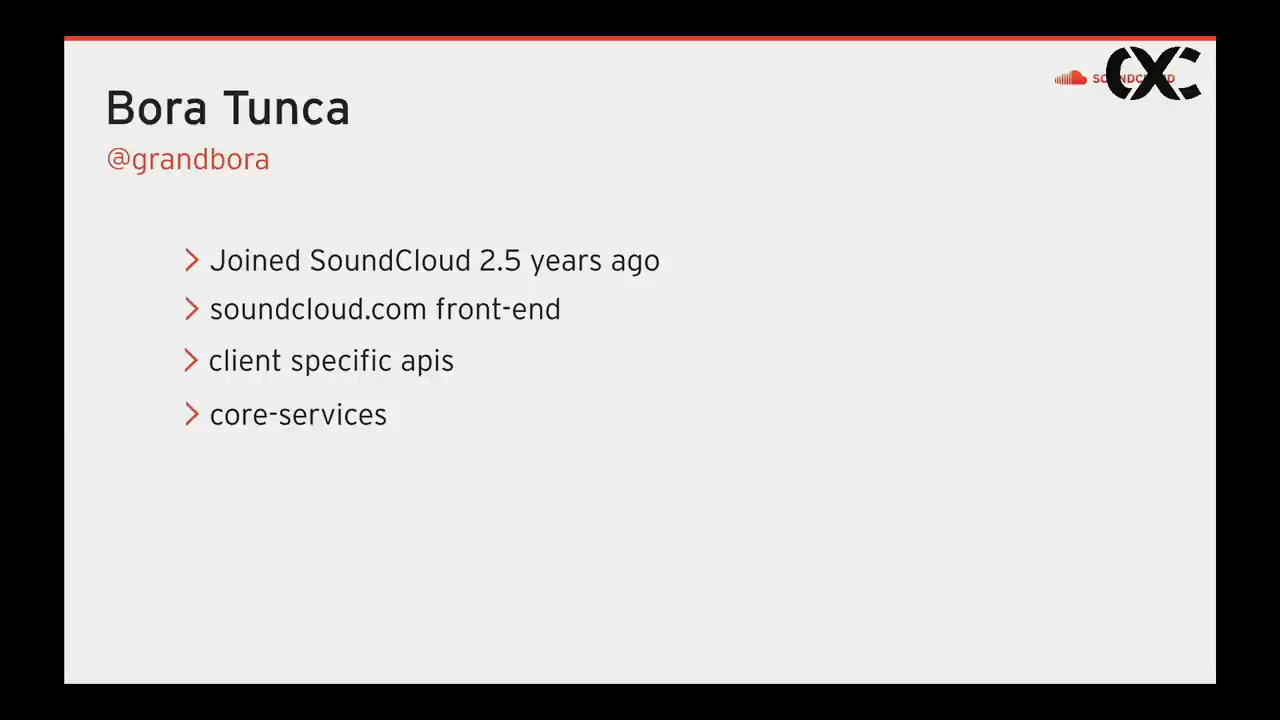 Bora Tunca
@grandbora
Joined SoundCloud 2.5 years ago
soundcloud.com front-end
client specific apis
core-services